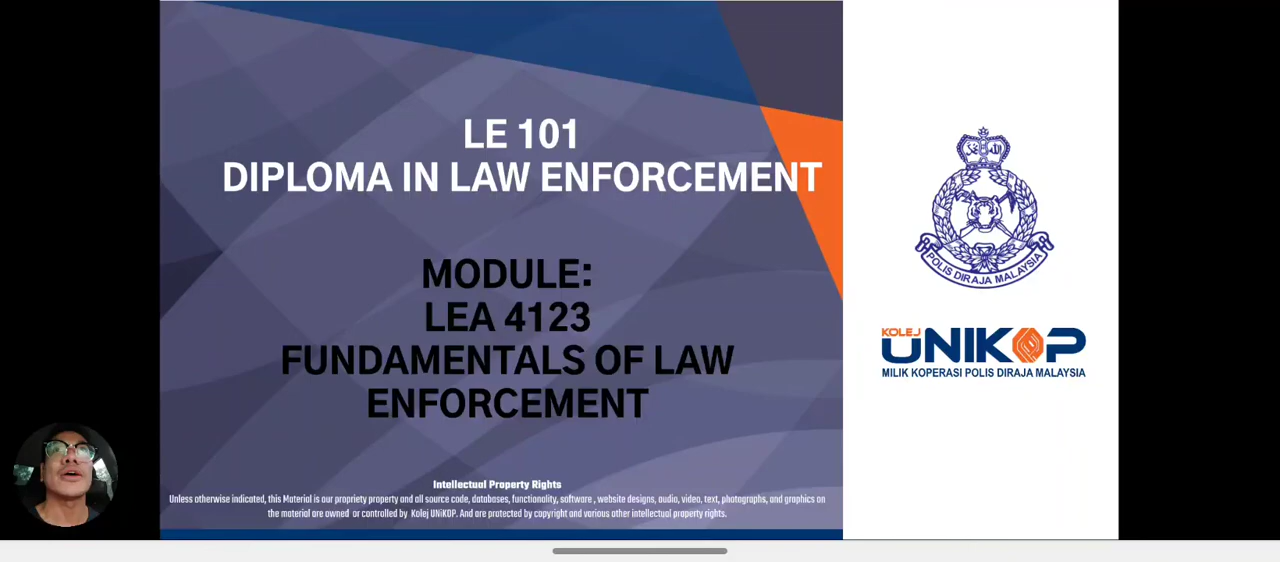 LE 101
DIPLOMA IN LAW ENFORCEMENT
MODULE:
LEA 4123
FUNDAMENTALS OF LAW
ENFORCEMENT
Intellectual Property Rights
Unless otherwise indicated, this Material is our propriety property and all source code, databases, functionality, software , website designs, audio, video, text, photographs, and graphics on
the material are owned or controlled by Kolej UNiKOP. And are protected by copyright and various other intellectual property rights.
POLIS DIRAJA MALAYSIA
KOLEJ
UNIKOP
MILIK KOPERASI POLIS DIRAJA MALAYSIA